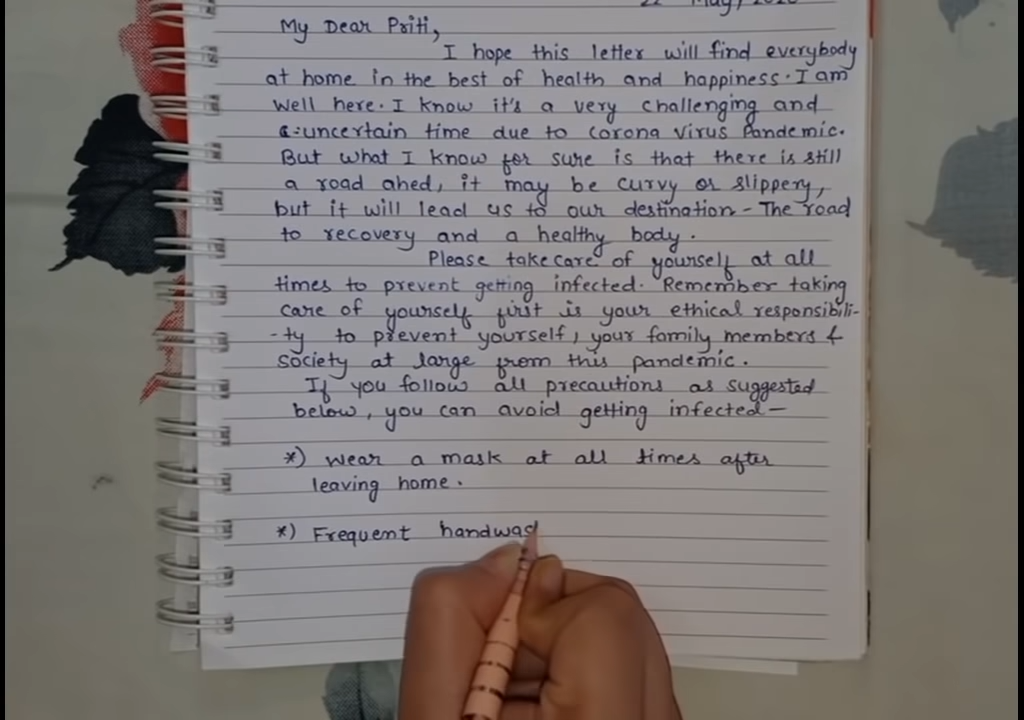 May, 2020
My Dear Priti,
I hope this letter will find everybody
at home in the best of health and happiness. I am
well here. I know it's a very challenging and
uncertain time due to corona virus Pandemic.
But what I know for sure is that there is still
a road ahed, it may be curvy or slippery,
but it will lead us to our destination - The road
to recovery and a healthy body.
Please take care of yourself at all
times to prevent getting infected. Remember taking
care of yourself first is your ethical responsibili-
-ty to prevent yourself, your family members &
society at large from this pandemic.
If you follow all precautions as suggested
below, you can avoid getting infected—
*) Wear a mask at all times after
leaving home.
*) Frequent handwas